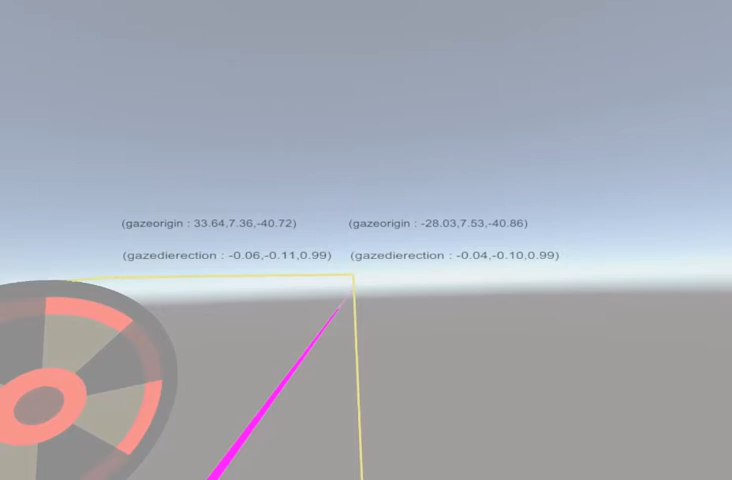 (gazeorigin : 33.64,7.36,-40.72) (gazeorigin : -28.03,7.53,-40.86)
(gazedierection : -0.06,-0.11,0.99) (gazedierection : -0.04,-0.10,0.99)